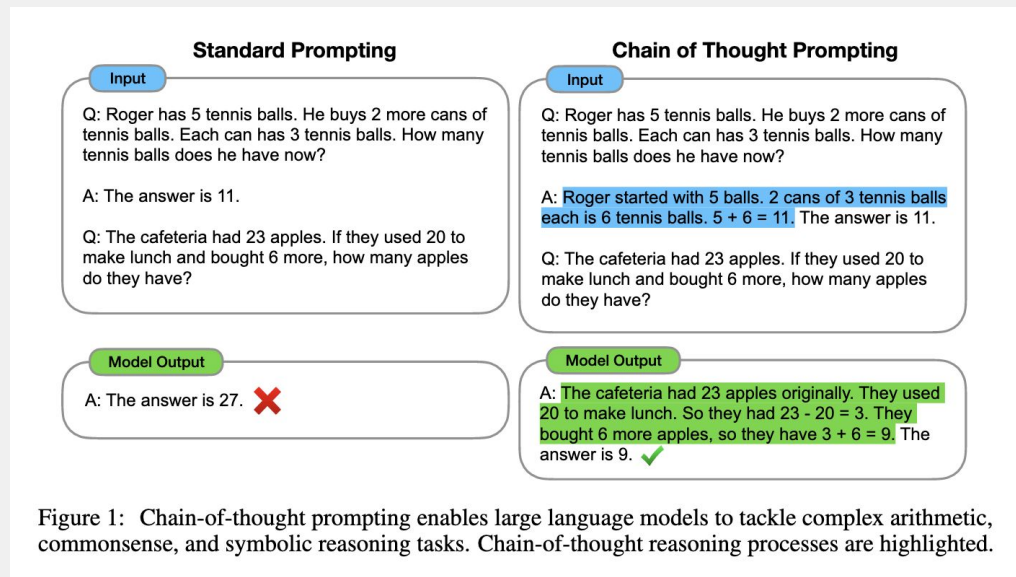 Standard Prompting
Input
Q: Roger has 5 tennis balls. He buys 2 more cans of
tennis balls. Each can has 3 tennis balls. How many
tennis balls does he have now?
A: The answer is 11.
Q: The cafeteria had 23 apples. If they used 20 to
make lunch and bought 6 more, how many apples
do they have?
Model Output
A: The answer is 27.
Chain of Thought Prompting
Input
Q: Roger has 5 tennis balls. He buys 2 more cans of
tennis balls. Each can has 3 tennis balls. How many
tennis balls does he have now?
A: Roger started with 5 balls. 2 cans of 3 tennis balls
each is 6 tennis balls. 5 + 6 = 11. The answer is 11.
Q: The cafeteria had 23 apples. If they used 20 to
make lunch and bought 6 more, how many apples
do they have?
Model Output
A: The cafeteria had 23 apples originally. They used
20 to make lunch. So they had 23 - 20 = 3. They
bought 6 more apples, so they have 3 + 6 = 9. The
answer is 9.
Figure 1: Chain-of-thought prompting enables large language models to tackle complex arithmetic,
commonsense, and symbolic reasoning tasks. Chain-of-thought reasoning processes are highlighted.